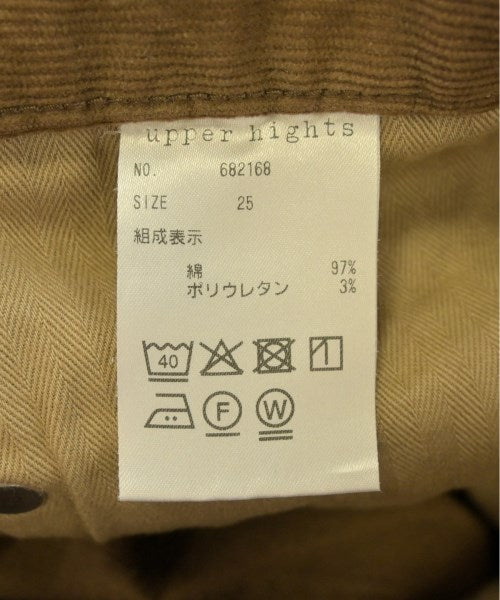 upper hights
NO. 682168
SIZE 25
組成表示
綿 97%
ポリウレタン 3%
40
F W